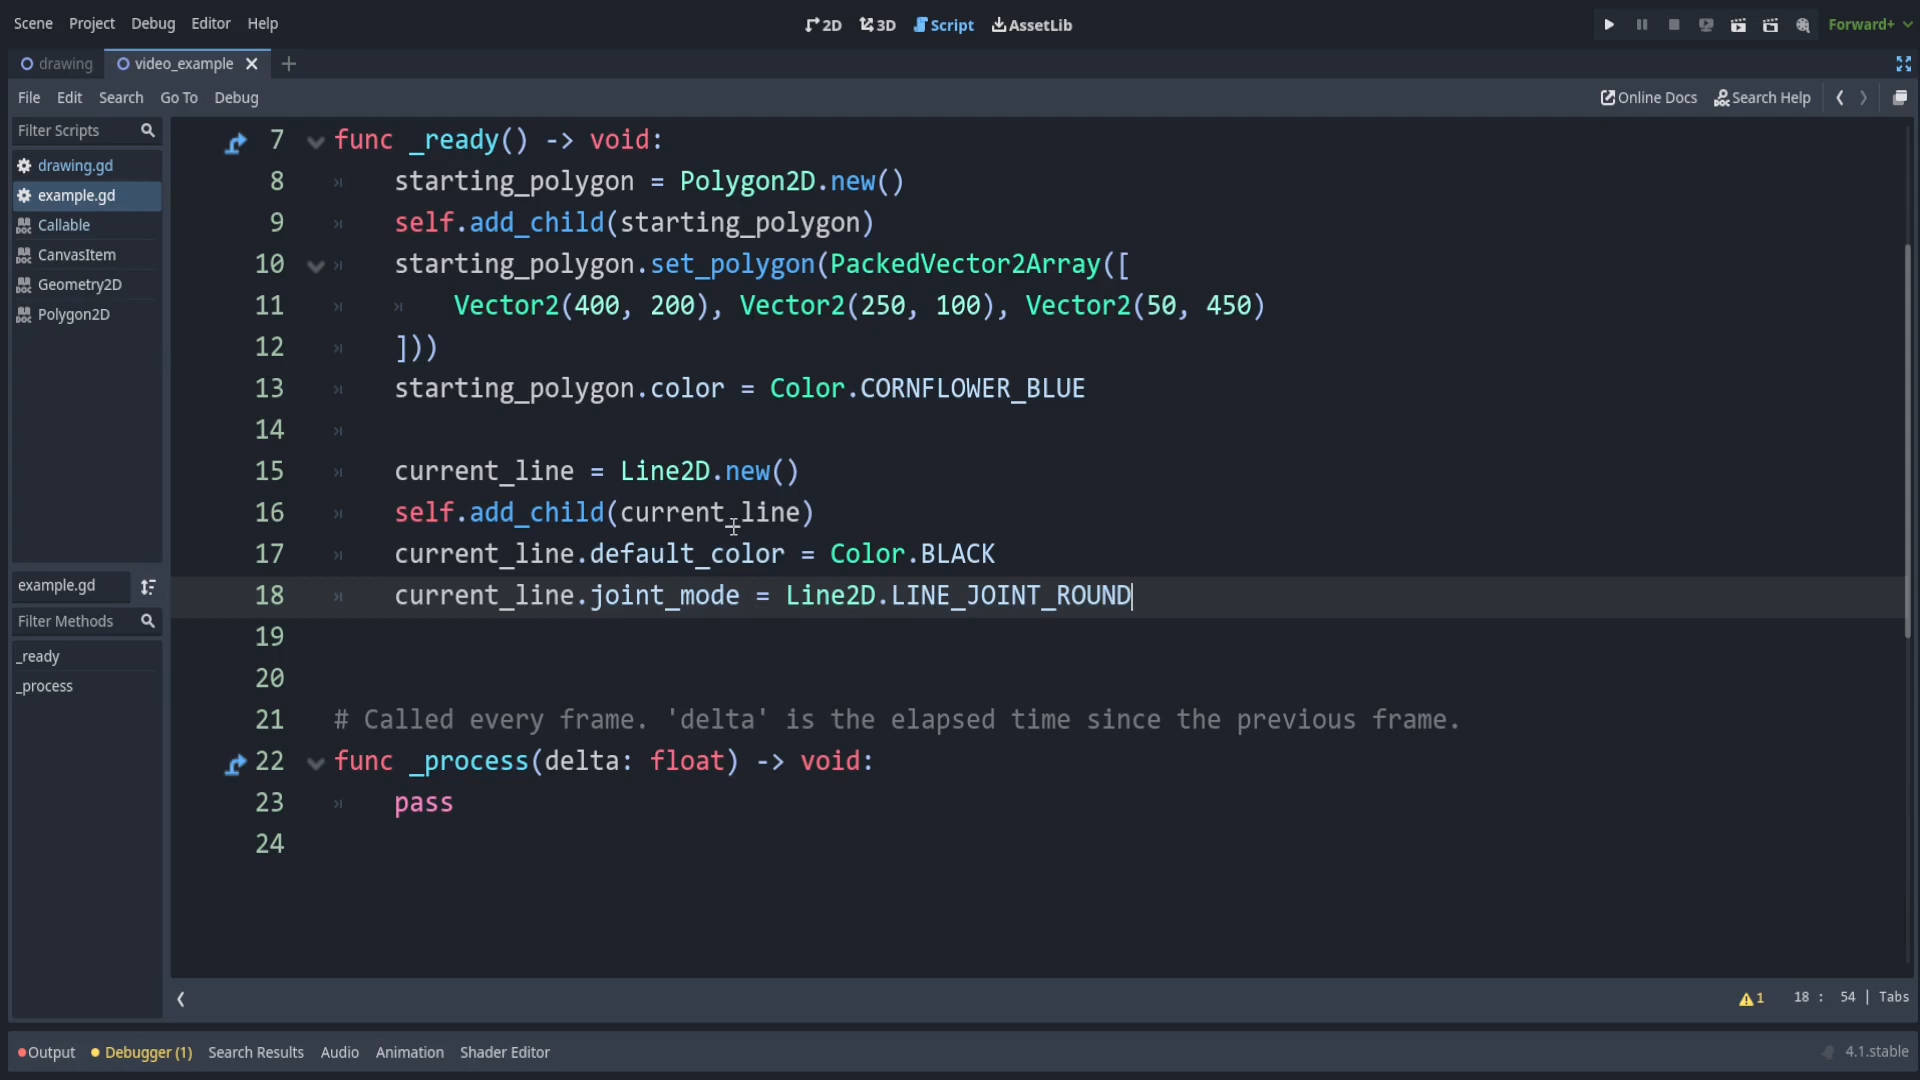 Scene Project Debug Editor Help 2D 3D Script AssetLib Forward+
drawing video_example
File Edit Search Go To Debug Online Docs Search Help
Filter Scripts
drawing.gd
example.gd
Callable
CanvasItem
Geometry2D
Polygon2D
example.gd
Filter Methods
_ready
_process
7 func _ready() -> void:
8 starting_polygon = Polygon2D.new()
9 self.add_child(starting_polygon)
10 starting_polygon.set_polygon(PackedVector2Array([
11 Vector2(400, 200), Vector2(250, 100), Vector2(50, 450)
12 ]))
13 starting_polygon.color = Color.CORNFLOWER_BLUE
14
15 current_line = Line2D.new()
16 self.add_child(current_line)
17 current_line.default_color = Color.BLACK
18 current_line.joint_mode = Line2D.LINE_JOINT_ROUND
19
20
21 # Called every frame. 'delta' is the elapsed time since the previous frame.
22 func _process(delta: float) -> void:
23 pass
24
1 18 : 54 | Tabs
Output Debugger (1) Search Results Audio Animation Shader Editor 4.1.stable